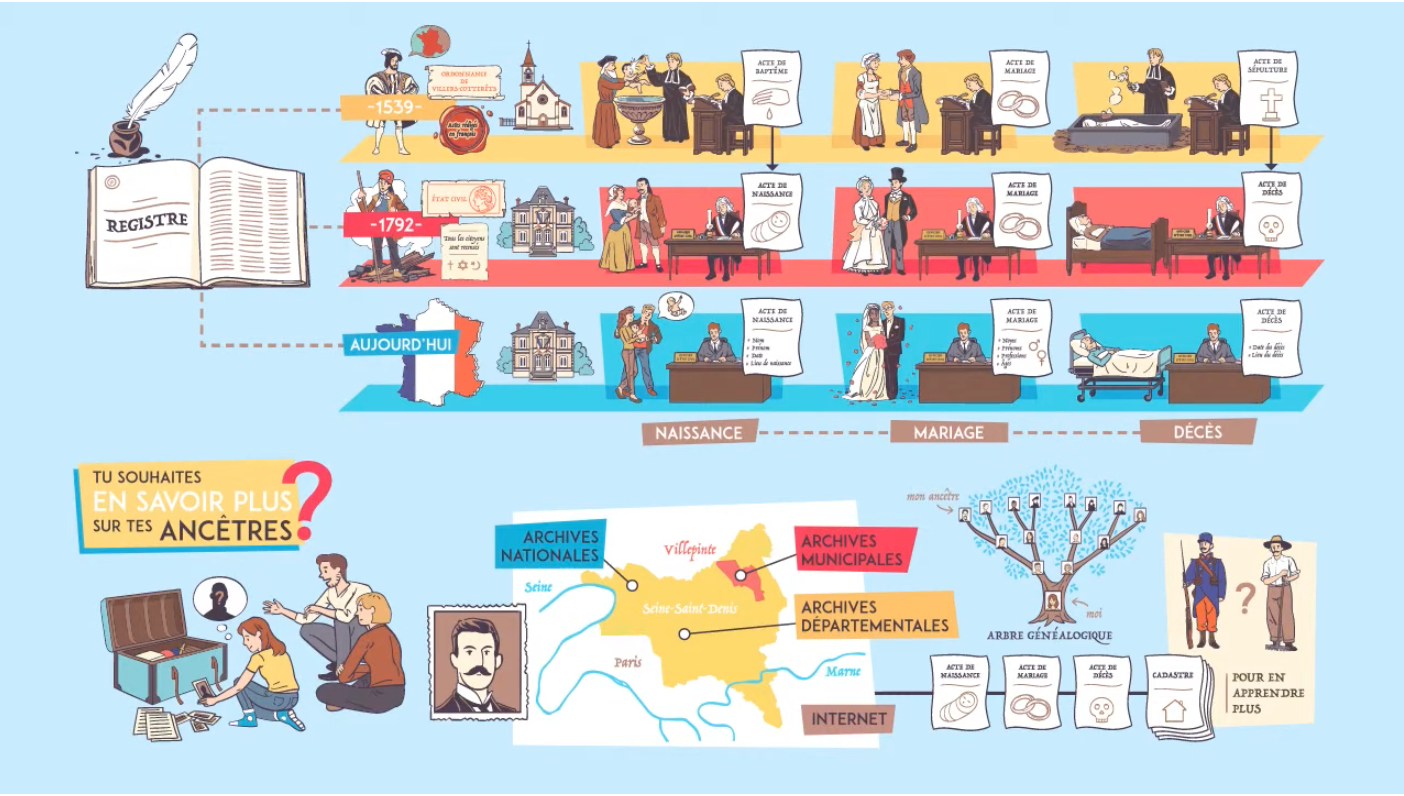 ORDONNANCE
DE
VILLERS-COTTERÊTS
-1539-
Actes rédigés
en français
ACTE DE
BAPTÊME
ACTE DE
MARIAGE
ACTE DE
SÉPULTURE
REGISTRE
-1792-
ÉTAT CIVIL
Tous les citoyens
sont recensés
ACTE DE
NAISSANCE
ACTE DE
MARIAGE
ACTE DE
DÉCÈS
AUJOURD'HUI
ACTE DE
NAISSANCE
• Nom
• Prénom
• Date
• Lieu de naissance
ACTE DE
MARIAGE
• Noms
• Prénoms
• Professions
• Âges
ACTE DE
DÉCÈS
• Date du décès
• Lieu du décès
NAISSANCE
MARIAGE
DÉCÈS
TU SOUHAITES
EN SAVOIR PLUS
SUR TES ANCÊTRES ?
?
ARCHIVES
NATIONALES
Villepinte
ARCHIVES
MUNICIPALES
Seine
Seine-Saint-Denis
ARCHIVES
DÉPARTEMENTALES
Paris
Marne
INTERNET
mon ancêtre
moi
ARBRE GÉNÉALOGIQUE
?
ACTE DE
NAISSANCE
ACTE DE
MARIAGE
ACTE DE
DÉCÈS
CADASTRE
POUR EN
APPRENDRE
PLUS